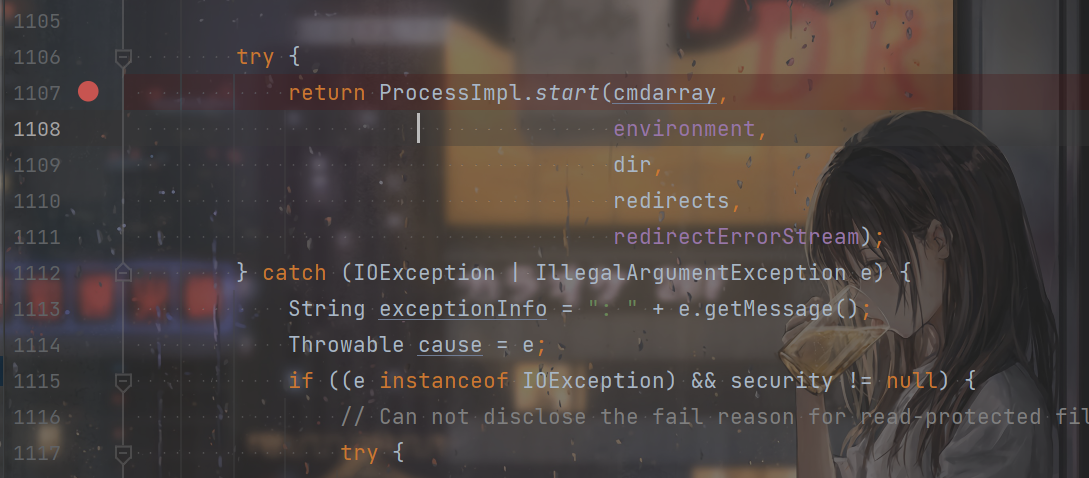 1105
1106 try {
1107 return ProcessImpl.start(cmdarray,
1108 environment,
1109 dir,
1110 redirects,
1111 redirectErrorStream);
1112 } catch (IOException | IllegalArgumentException e) {
1113 String exceptionInfo = ": " + e.getMessage();
1114 Throwable cause = e;
1115 if ((e instanceof IOException) && security != null) {
1116 // Can not disclose the fail reason for read-protected fil
1117 try {